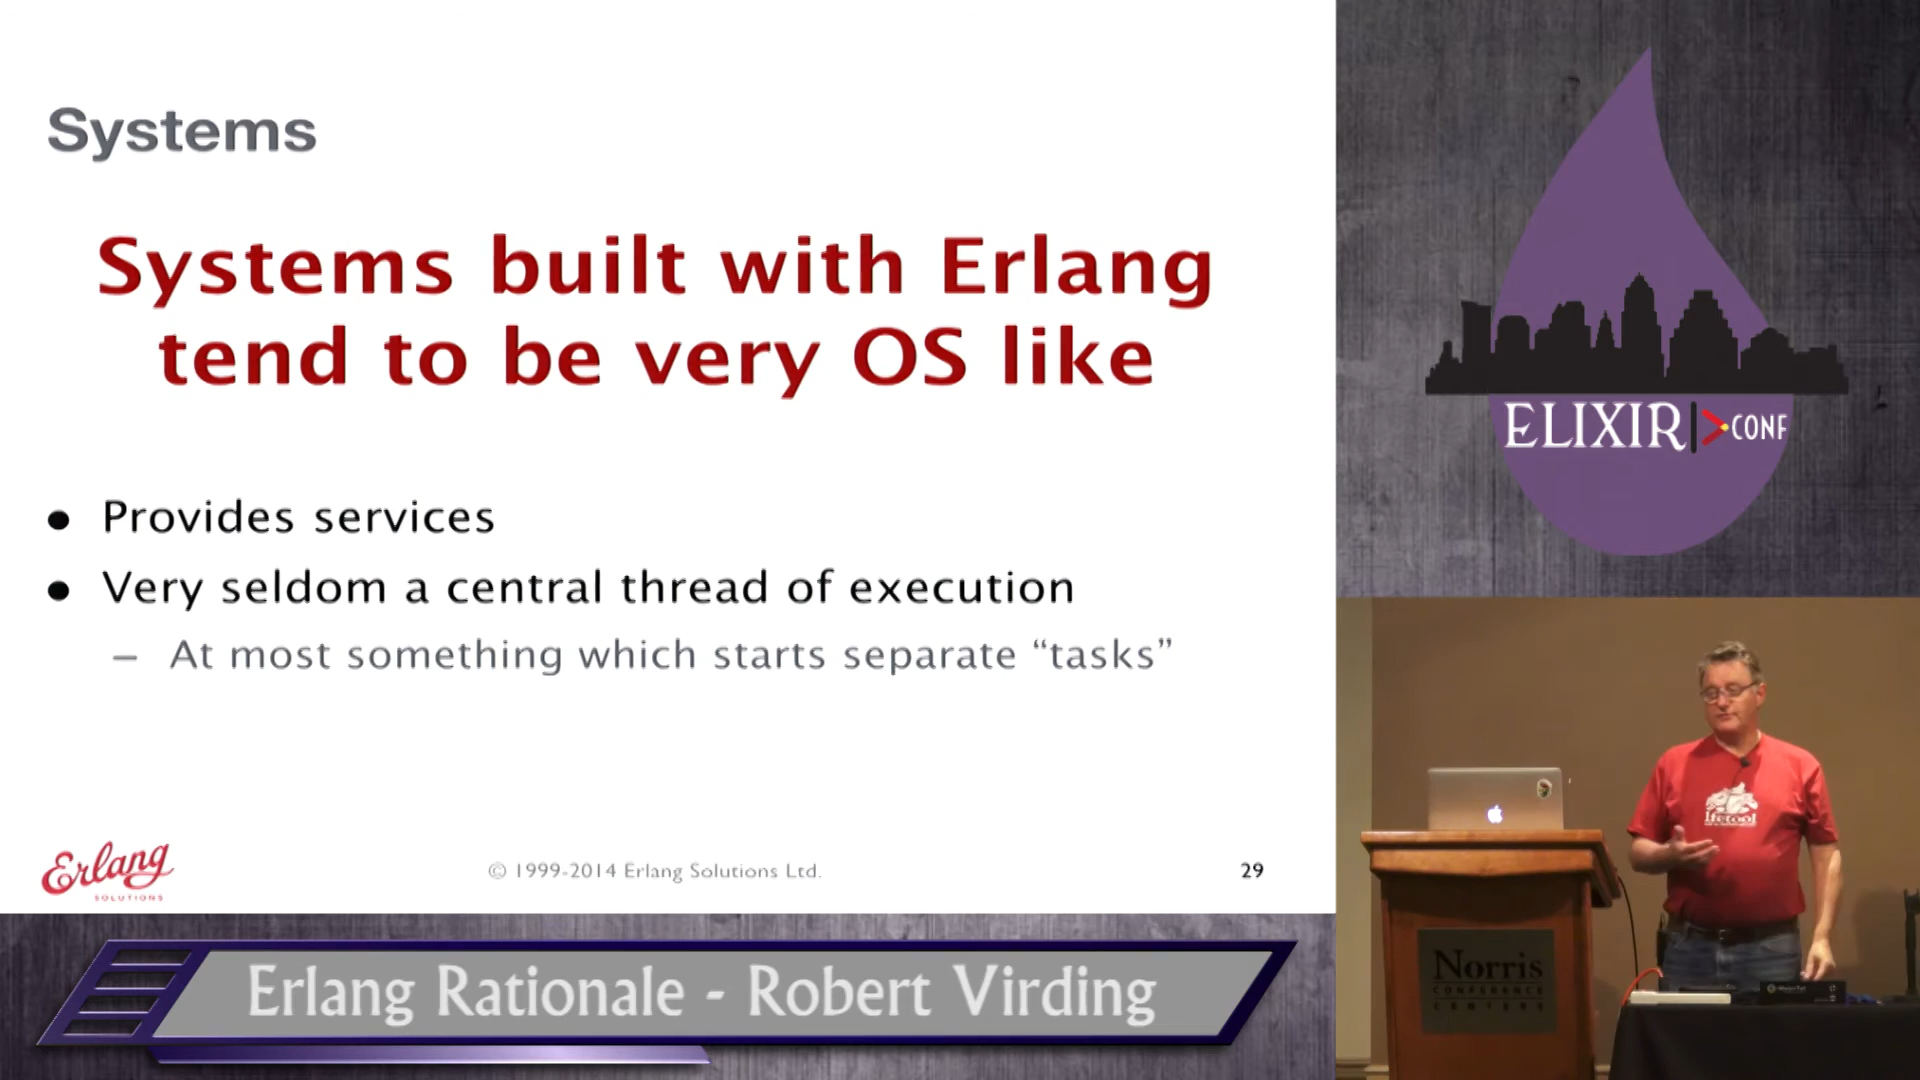 Systems
Systems built with Erlang
tend to be very OS like
• Provides services
• Very seldom a central thread of execution
– At most something which starts separate “tasks”
Erlang
SOLUTIONS
© 1999-2014 Erlang Solutions Ltd.
29
Erlang Rationale - Robert Virding
ELIXIR|>CONF
lfetool
Norris
CONFERENCE
CENTERS